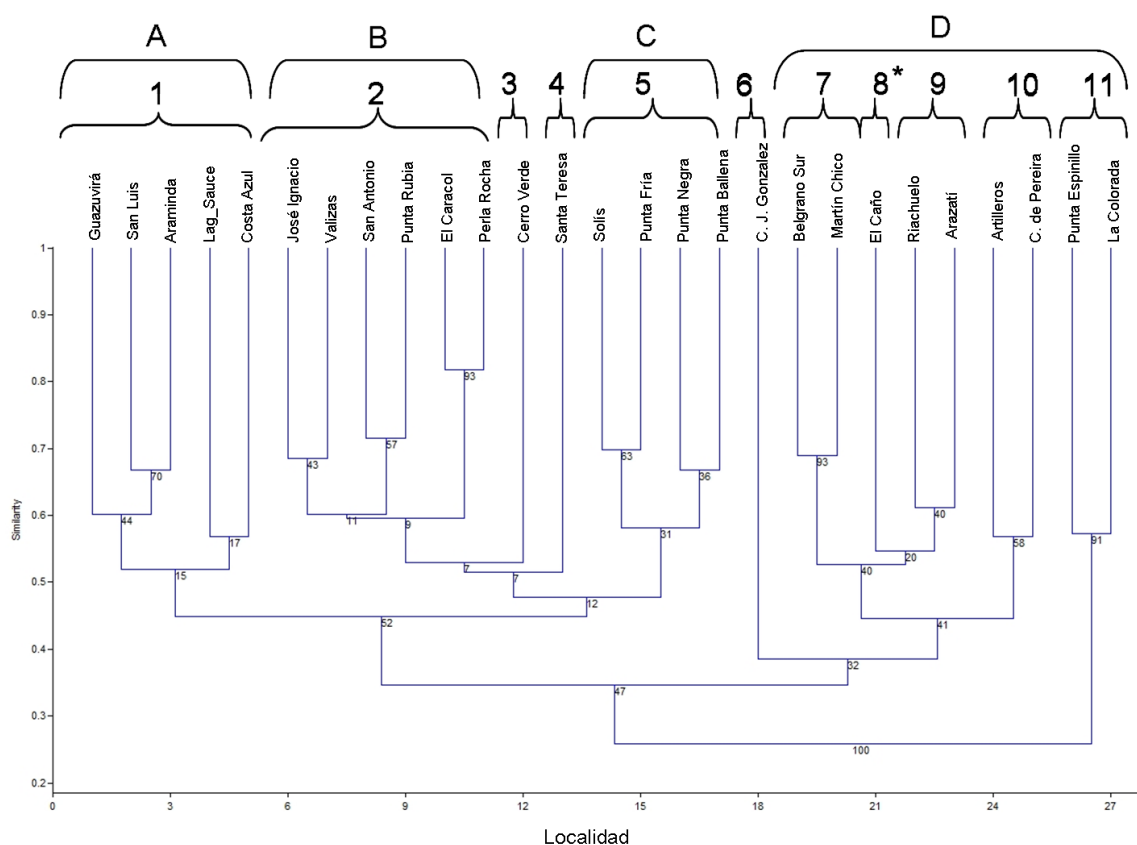 A B C D
1 2 3 4 5 6 7 8* 9 10 11
Guazuvirá
San Luis
Araminda
Lag_Sauce
Costa Azul
José Ignacio
Valizas
San Antonio
Punta Rubia
El Caracol
Perla Rocha
Cerro Verde
Santa Teresa
Solís
Punta Fría
Punta Negra
Punta Ballena
C. J. Gonzalez
Belgrano Sur
Martín Chico
El Caño
Riachuelo
Arazatí
Artilleros
C. de Pereira
Punta Espinillo
La Colorada
1
0.9
0.8
0.7
0.6
0.5
0.4
0.3
0.2
Similarity
93
57
43
70
63
36
93
44
11
9
40
17
31
20
58
91
15
7
7
40
12
52
41
32
47
100
0 3 6 9 12 15 18 21 24 27
Localidad